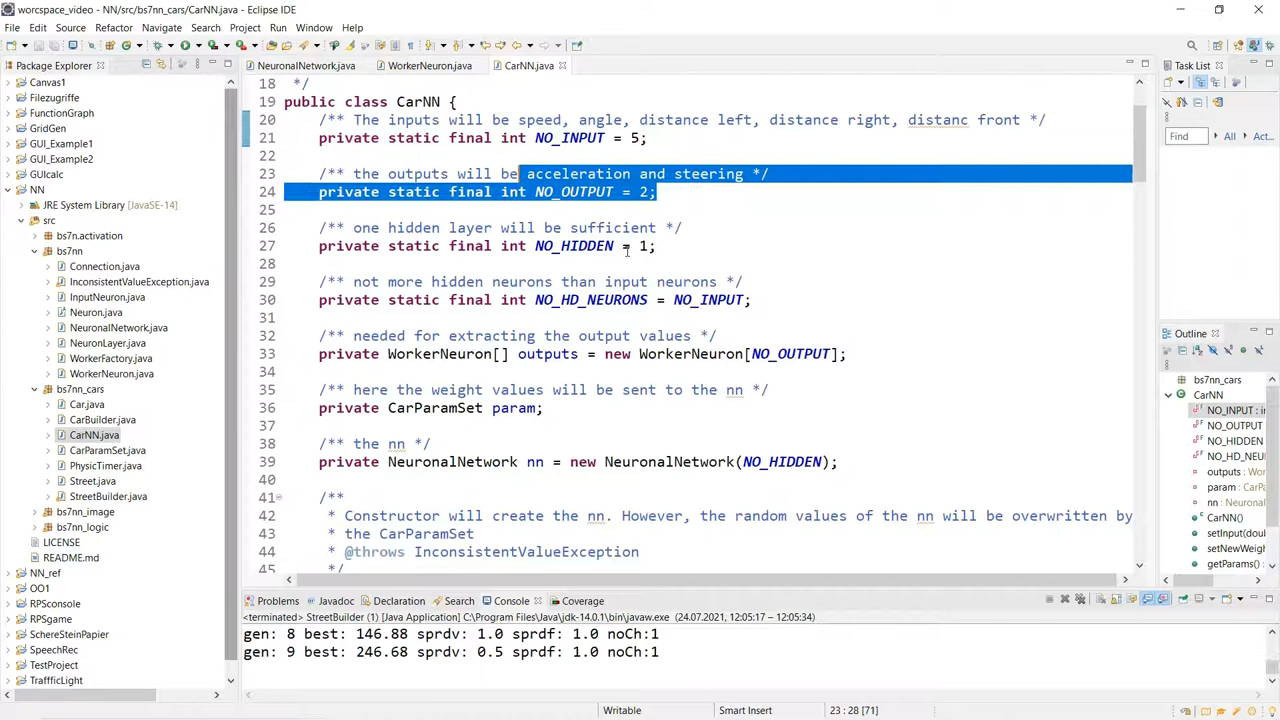 worcspace_video - NN/src/bs7nn_cars/CarNN.java - Eclipse IDE
File Edit Source Refactor Navigate Search Project Run Window Help
Package Explorer
Canvas1
Filezugriffe
FunctionGraph
GridGen
GUI_Example1
GUI_Example2
GUIcalc
NN
JRE System Library [JavaSE-14]
src
bs7n.activation
bs7nn
Connection.java
InconsistentValueException.java
InputNeuron.java
Neuron.java
NeuronalNetwork.java
NeuronLayer.java
WorkerFactory.java
WorkerNeuron.java
bs7nn_cars
Car.java
CarBuilder.java
CarNN.java
CarParamSet.java
PhysicTimer.java
Street.java
StreetBuilder.java
bs7nn_image
bs7nn_logic
LICENSE
README.md
NN_ref
OO1
RPSconsole
RPSgame
SchereSteinPapier
SpeechRec
TestProject
TraffficLight
NeuronalNetwork.java WorkerNeuron.java CarNN.java
18 */
19 public class CarNN {
20 /** The inputs will be speed, angle, distance left, distance right, distanc front */
21 private static final int NO_INPUT = 5;
22
23 /** the outputs will be acceleration and steering */
24 private static final int NO_OUTPUT = 2;
25
26 /** one hidden layer will be sufficient */
27 private static final int NO_HIDDEN = 1;
28
29 /** not more hidden neurons than input neurons */
30 private static final int NO_HD_NEURONS = NO_INPUT;
31
32 /** needed for extracting the output values */
33 private WorkerNeuron[] outputs = new WorkerNeuron[NO_OUTPUT];
34
35 /** here the weight values will be sent to the nn */
36 private CarParamSet param;
37
38 /** the nn */
39 private NeuronalNetwork nn = new NeuronalNetwork(NO_HIDDEN);
40
41 /**
42 * Constructor will create the nn. However, the random values of the nn will be overwritten by
43 * the CarParamSet
44 * @throws InconsistentValueException
45 */
Problems Javadoc Declaration Search Console Coverage
<terminated> StreetBuilder (1) [Java Application] C:\Program Files\Java\jdk-14.0.1\bin\javaw.exe (24.07.2021, 12:05:17 – 12:05:34)
gen: 8 best: 146.88 sprdv: 1.0 sprdf: 1.0 noCh:1
gen: 9 best: 246.68 sprdv: 0.5 sprdf: 1.0 noCh:1
Task List
Find All Act...
Outline
bs7nn_cars
CarNN
NO_INPUT : in
NO_OUTPUT
NO_HIDDEN
NO_HD_NEU
outputs : Wo
param : CarP
nn : Neuronal
CarNN()
setInput(doub
setNewWeigh
getParams() :
Writable Smart Insert 23 : 28 [71]